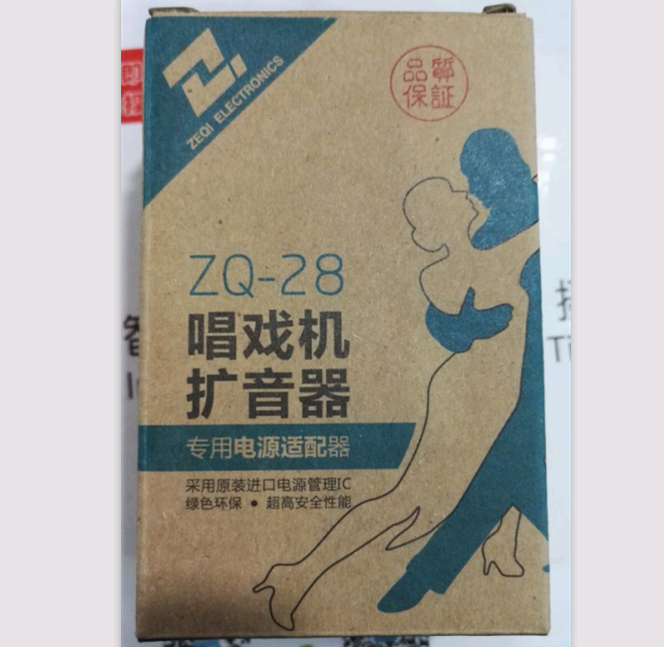 ZEQI ELECTRONICS
品質
保証
ZQ-28
唱戏机
扩音器
专用电源适配器
采用原装进口电源管理IC
绿色环保 ● 超高安全性能